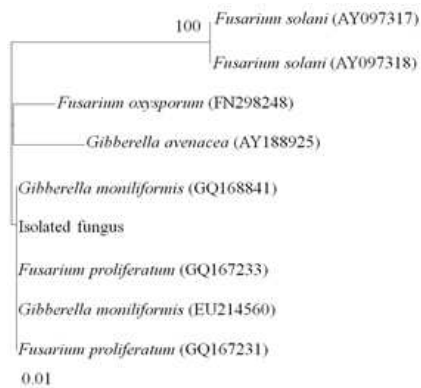 Fusarium solani (AY097317)
100
Fusarium solani (AY097318)
Fusarium oxysporum (FN298248)
Gibberella avenacea (AY188925)
Gibberella moniliformis (GQ168841)
Isolated fungus
Fusarium proliferatum (GQ167233)
Gibberella moniliformis (EU214560)
Fusarium proliferatum (GQ167231)
0.01